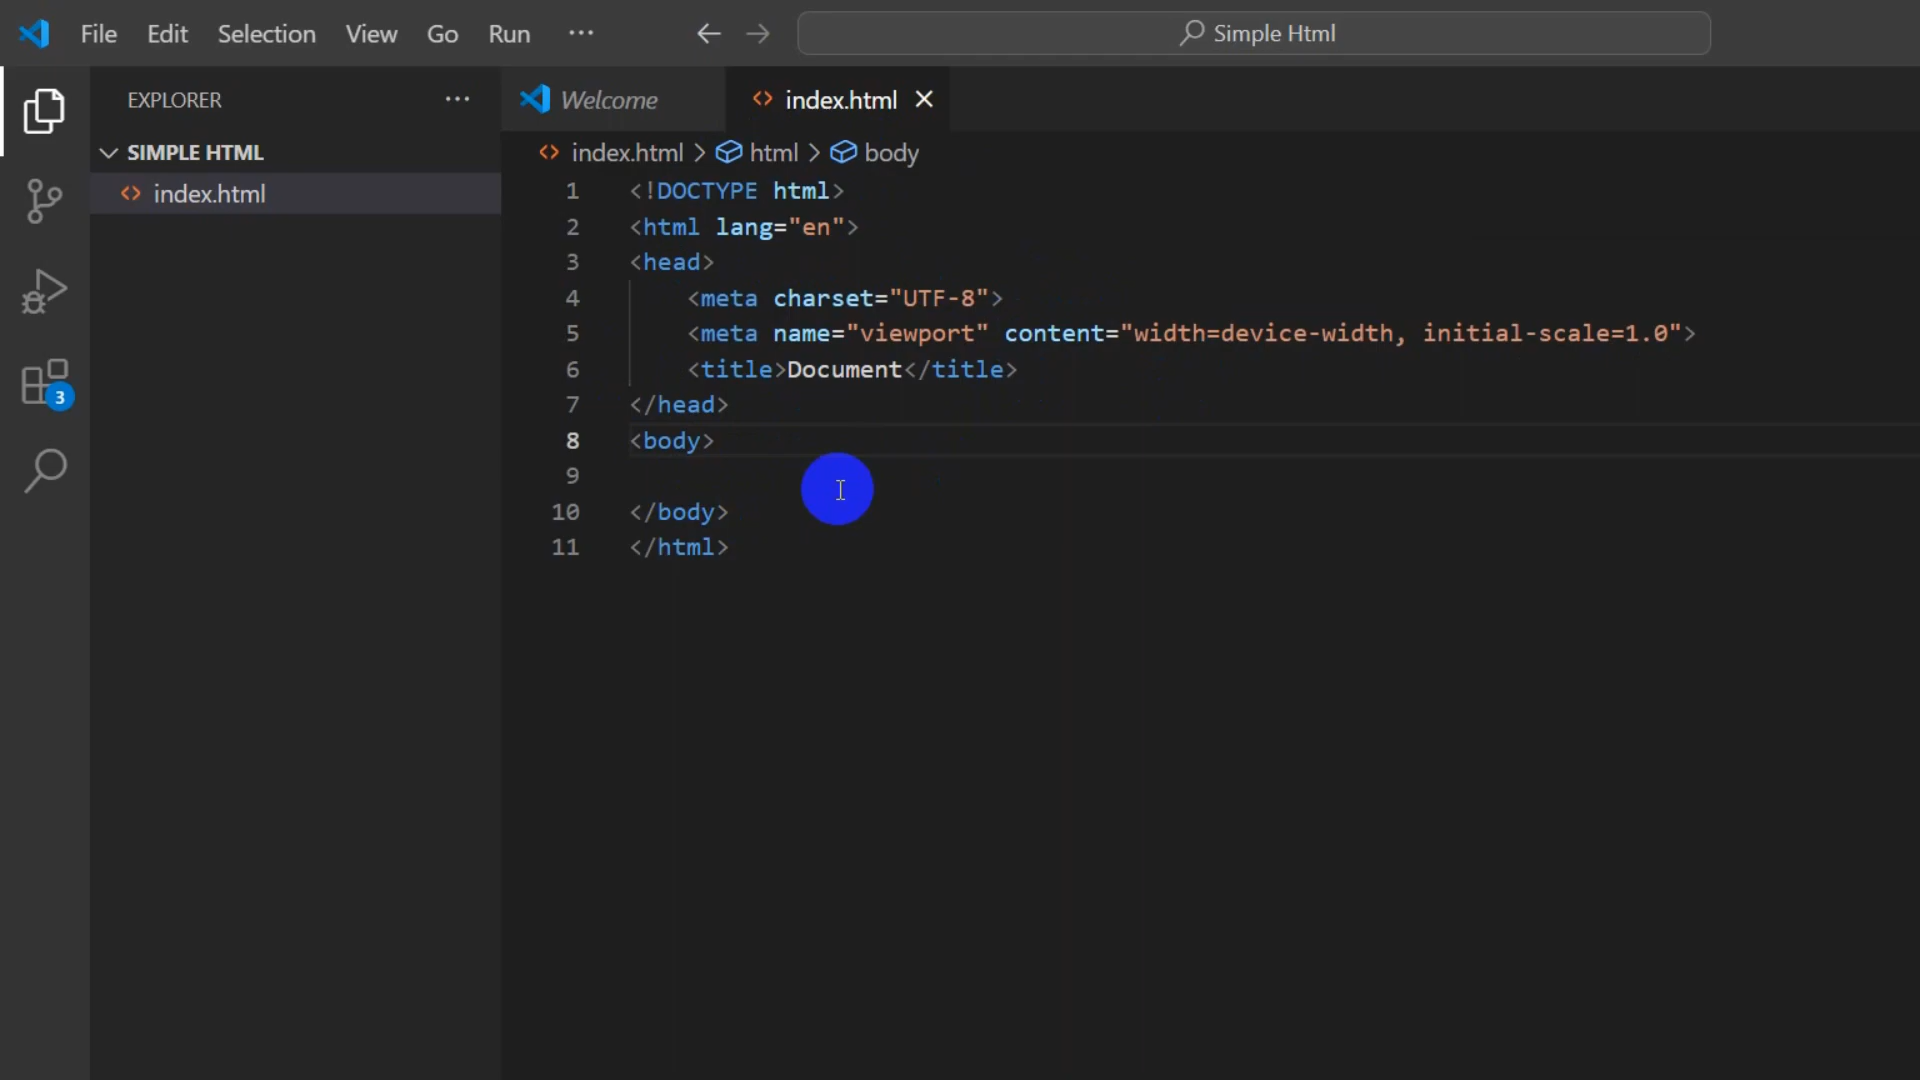 File Edit Selection View Go Run ··· Simple Html
EXPLORER ···
SIMPLE HTML
index.html
3
Welcome index.html
index.html > html > body
1 <!DOCTYPE html>
2 <html lang="en">
3 <head>
4     <meta charset="UTF-8">
5     <meta name="viewport" content="width=device-width, initial-scale=1.0">
6     <title>Document</title>
7 </head>
8 <body>
9
10 </body>
11 </html>